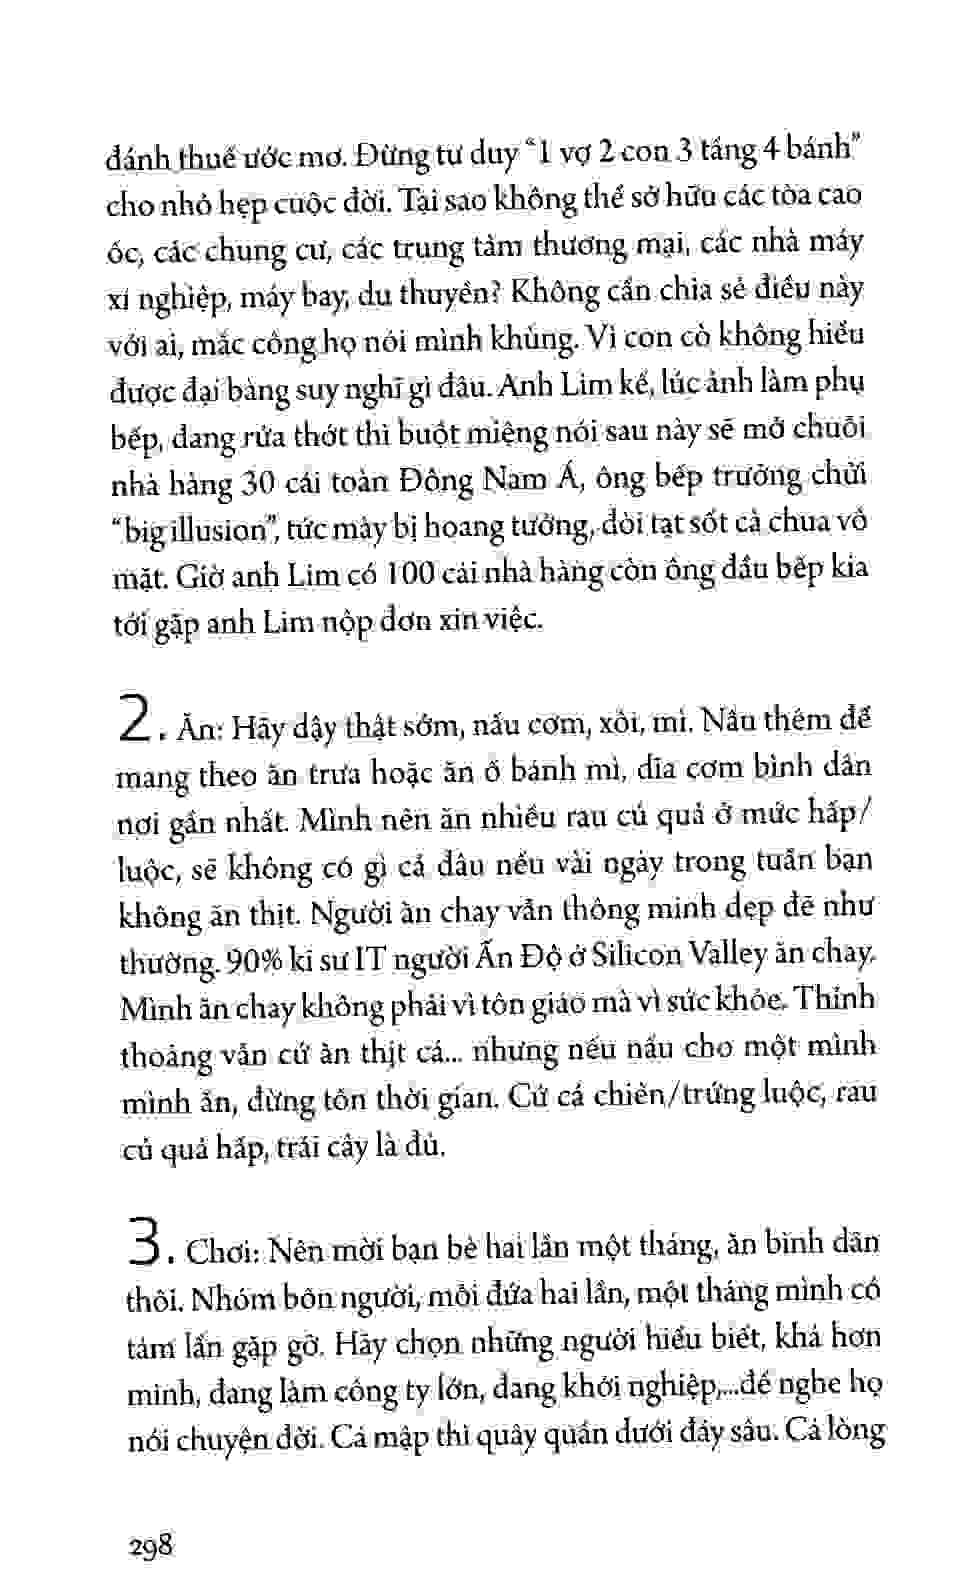 đánh thuế ước mơ. Đừng tư duy “1 vợ 2 con 3 tầng 4 bánh”
cho nhỏ hẹp cuộc đời. Tại sao không thể sở hữu các tòa cao
ốc, các chung cư, các trung tâm thương mại, các nhà máy
xí nghiệp, máy bay, du thuyền? Không cần chia sẻ điều này
với ai, mắc công họ nói mình khùng. Vì con cò không hiểu
được đại bàng suy nghĩ gì đâu. Anh Lim kể, lúc ảnh làm phụ
bếp, đang rửa thớt thì buột miệng nói sau này sẽ mở chuỗi
nhà hàng 30 cái toàn Đông Nam Á, ông bếp trưởng chửi
“big illusion”, tức mày bị hoang tưởng, đòi tạt sốt cà chua vô
mặt. Giờ anh Lim có 100 cái nhà hàng còn ông đầu bếp kia
tới gặp anh Lim nộp đơn xin việc.
2. Ăn: Hãy dậy thật sớm, nấu cơm, xôi, mì. Nấu thêm để
mang theo ăn trưa hoặc ăn ổ bánh mì, dĩa cơm bình dân
nơi gần nhất. Mình nên ăn nhiều rau củ quả ở mức hấp/
luộc, sẽ không có gì cả đâu nếu vài ngày trong tuần bạn
không ăn thịt. Người ăn chay vẫn thông minh đẹp đẽ như
thường. 90% kĩ sư IT người Ấn Độ ở Silicon Valley ăn chay.
Mình ăn chay không phải vì tôn giáo mà vì sức khỏe. Thỉnh
thoảng vẫn cứ ăn thịt cá... nhưng nếu nấu cho một mình
mình ăn, đừng tốn thời gian. Cứ cá chiên/trứng luộc, rau
củ quả hấp, trái cây là đủ.
3. Chơi: Nên mời bạn bè hai lần một tháng, ăn bình dân
thôi. Nhóm bốn người, mỗi đứa hai lần, một tháng mình có
tám lần gặp gỡ. Hãy chọn những người hiểu biết, khá hơn
mình, đang làm công ty lớn, đang khởi nghiệp,...để nghe họ
nói chuyện đời. Cá mập thì quây quần dưới đáy sâu. Cá lòng
298